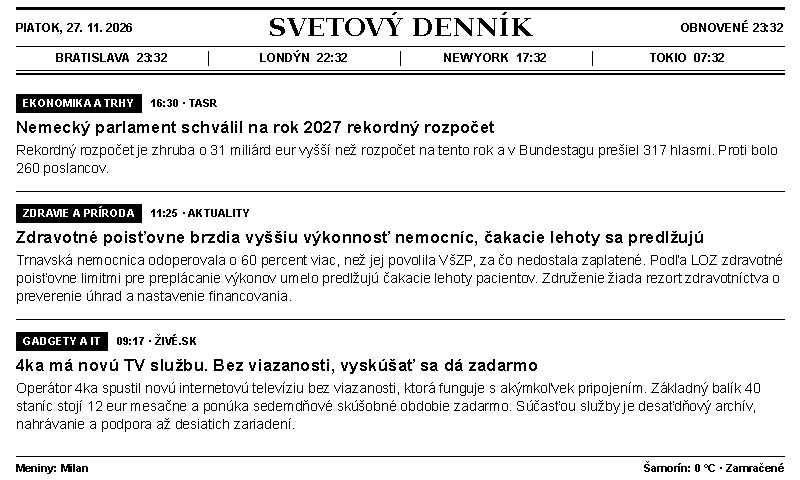 PIATOK, 27. 11. 2026 SVETOVÝ DENNÍK OBNOVENÉ 23:32
BRATISLAVA 23:32 LONDÝN 22:32 NEW YORK 17:32 TOKIO 07:32
EKONOMIKA A TRHY 16:30 · TASR
Nemecký parlament schválil na rok 2027 rekordný rozpočet
Rekordný rozpočet je zhruba o 31 miliárd eur vyšší než rozpočet na tento rok a v Bundestagu prešiel 317 hlasmi. Proti bolo
260 poslancov.
ZDRAVIE A PRÍRODA 11:25 · AKTUALITY
Zdravotné poisťovne brzdia vyššiu výkonnosť nemocníc, čakacie lehoty sa predlžujú
Trnavská nemocnica odoperovala o 60 percent viac, než jej povolila VšZP, za čo nedostala zaplatené. Podľa LOZ zdravotné
poisťovne limitmi pre preplácanie výkonov umelo predlžujú čakacie lehoty pacientov. Združenie žiada rezort zdravotníctva o
preverenie úhrad a nastavenie financovania.
GADGETY A IT 09:17 · ŽIVÉ.SK
4ka má novú TV službu. Bez viazanosti, vyskúšať sa dá zadarmo
Operátor 4ka spustil novú internetovú televíziu bez viazanosti, ktorá funguje s akýmkoľvek pripojením. Základný balík 40
staníc stojí 12 eur mesačne a ponúka sedemdňové skúšobné obdobie zadarmo. Súčasťou služby je desaťdňový archív,
nahrávanie a podpora až desiatich zariadení.
Meniny: Milan Šamorín: 0 °C · Zamračené